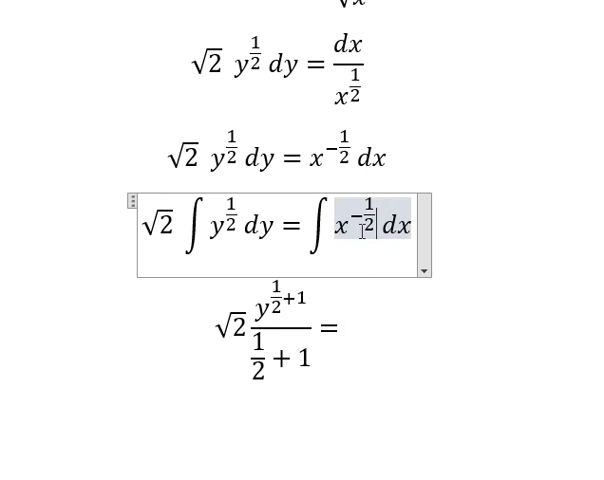 √x
√2 y^(1/2) dy = dx / x^(1/2)
√2 y^(1/2) dy = x^(-1/2) dx
√2 ∫ y^(1/2) dy = ∫ x^(-1/2) dx
√2 y^(1/2+1) / (1/2 + 1) =